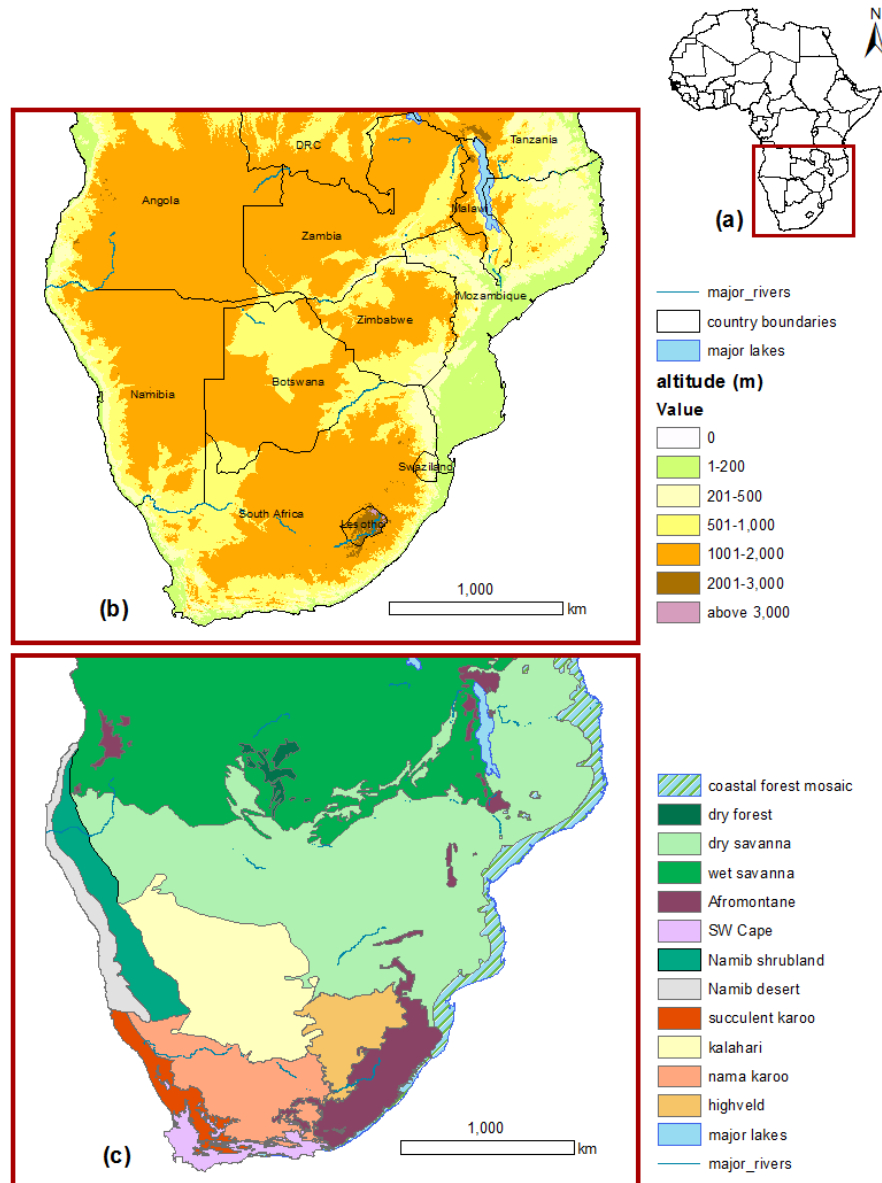 N
(a)
DRC
Tanzania
Angola
Malawi
Zambia
Mozambique
Zimbabwe
Botswana
Namibia
Swaziland
South Africa
Lesotho
1,000
km
(b)
major_rivers
country boundaries
major lakes
altitude (m)
Value
0
1-200
201-500
501-1,000
1001-2,000
2001-3,000
above 3,000
1,000
km
(c)
coastal forest mosaic
dry forest
dry savanna
wet savanna
Afromontane
SW Cape
Namib shrubland
Namib desert
succulent karoo
kalahari
nama karoo
highveld
major lakes
major_rivers